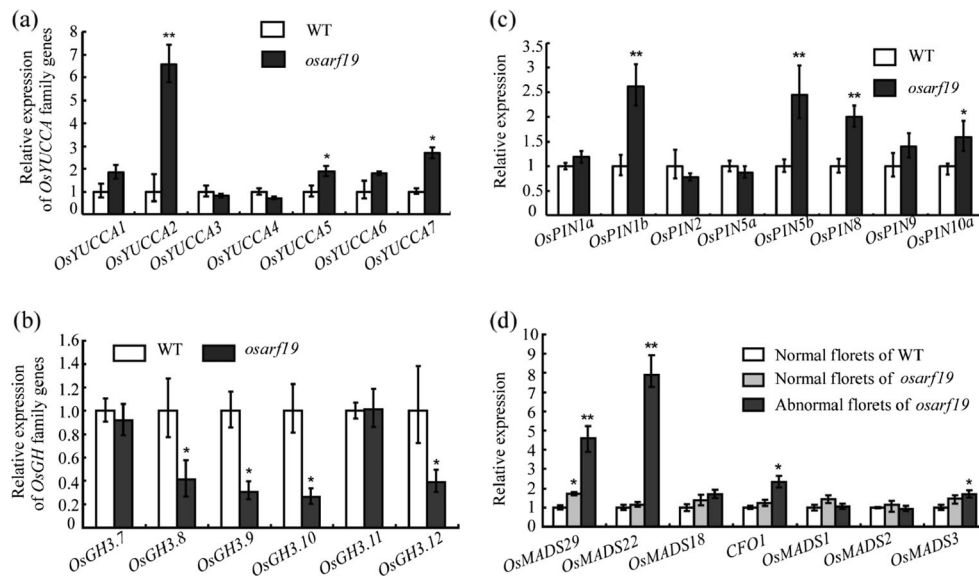 (a)
WT
osarf19
Relative expression
of OsYUCCA family genes
8
7
6
5
4
3
2
1
0
**
*
*
OsYUCCA1
OsYUCCA2
OsYUCCA3
OsYUCCA4
OsYUCCA5
OsYUCCA6
OsYUCCA7
(c)
WT
osarf19
Relative expression
3.5
3
2.5
2
1.5
1
0.5
0
**
**
**
*
OsPIN1a
OsPIN1b
OsPIN2
OsPIN5a
OsPIN5b
OsPIN8
OsPIN9
OsPIN10a
(b)
WT
osarf19
Relative expression
of OsGH family genes
1.6
1.4
1.2
1.0
0.8
0.6
0.4
0.2
0
*
*
*
*
OsGH3.7
OsGH3.8
OsGH3.9
OsGH3.10
OsGH3.11
OsGH3.12
(d)
Normal florets of WT
Normal florets of osarf19
Abnormal florets of osarf19
Relative expression
10
9
8
7
6
5
4
3
2
1
0
*
**
**
*
*
OsMADS29
OsMADS22
OsMADS18
CFO1
OsMADS1
OsMADS2
OsMADS3